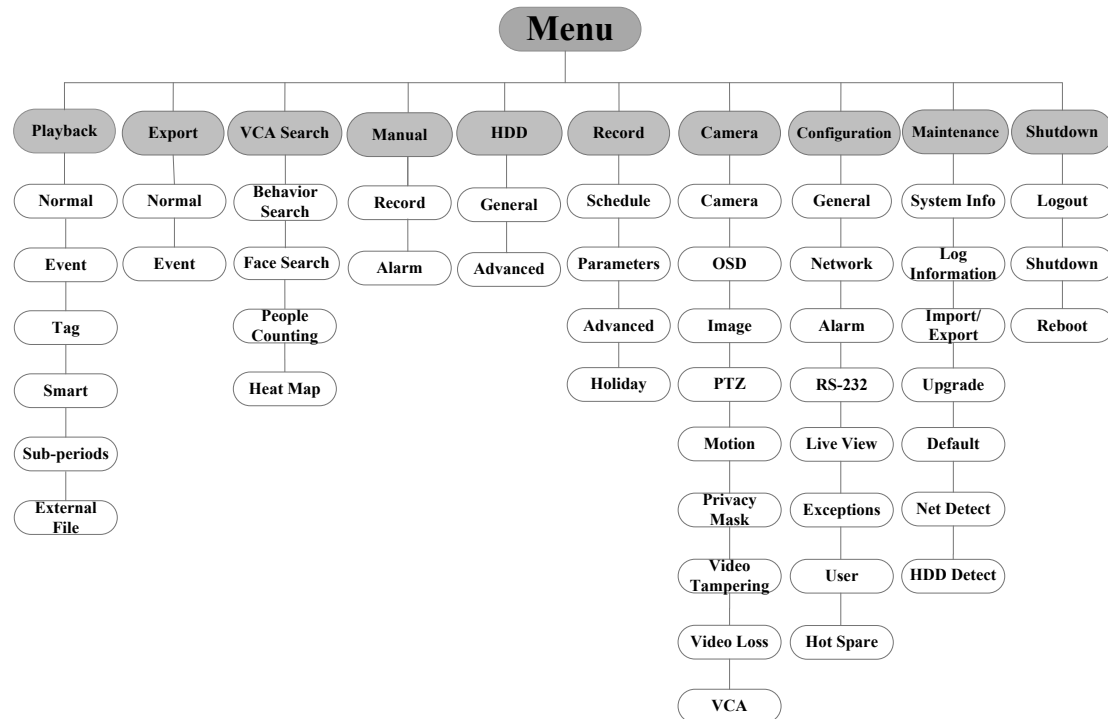 Menu
Playback
Export
VCA Search
Manual
HDD
Record
Camera
Configuration
Maintenance
Shutdown
Normal
Event
Tag
Smart
Sub-periods
External
File
Normal
Event
Behavior
Search
Face Search
People
Counting
Heat Map
Record
Alarm
General
Advanced
Schedule
Parameters
Advanced
Holiday
Camera
OSD
Image
PTZ
Motion
Privacy
Mask
Video
Tampering
Video Loss
VCA
General
Network
Alarm
RS-232
Live View
Exceptions
User
Hot Spare
System Info
Log
Information
Import/
Export
Upgrade
Default
Net Detect
HDD Detect
Logout
Shutdown
Reboot